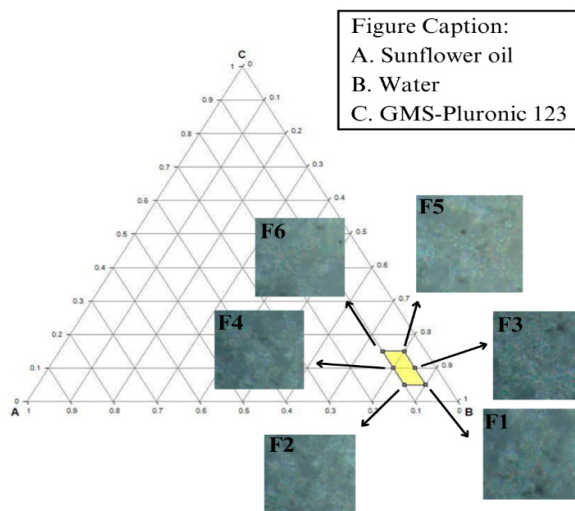 Figure Caption:
A. Sunflower oil
B. Water
C. GMS-Pluronic 123
C
1 0
0.9 0.1
0.8 0.2
0.7 0.3
0.6 0.4
0.5 0.5
0.4 0.6
0.3 0.7
0.2 0.8
0.1 0.9
0 1
A B
1 0.9 0.8 0.7 0.6 0.5 0.4 0.3 0.2 0.1 0
F5
F6
F4
F3
F2
F1